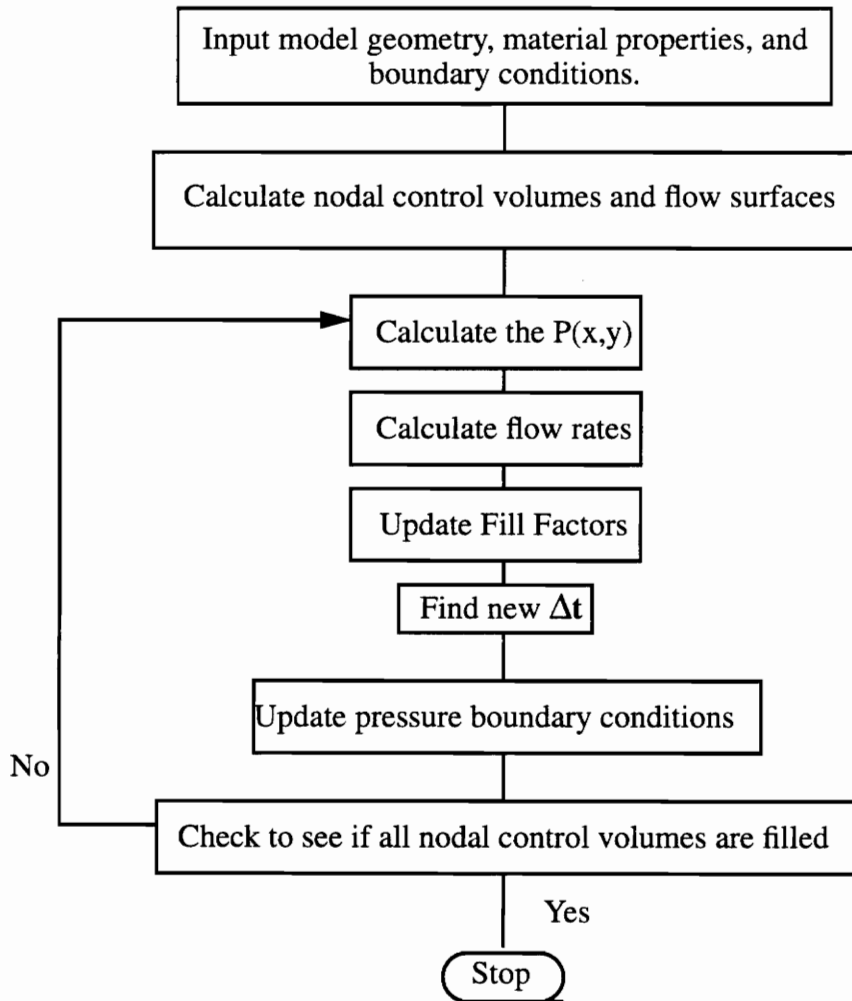 Input model geometry, material properties, and
boundary conditions.
Calculate nodal control volumes and flow surfaces
Calculate the P(x,y)
Calculate flow rates
Update Fill Factors
Find new Δt
Update pressure boundary conditions
No
Check to see if all nodal control volumes are filled
Yes
Stop